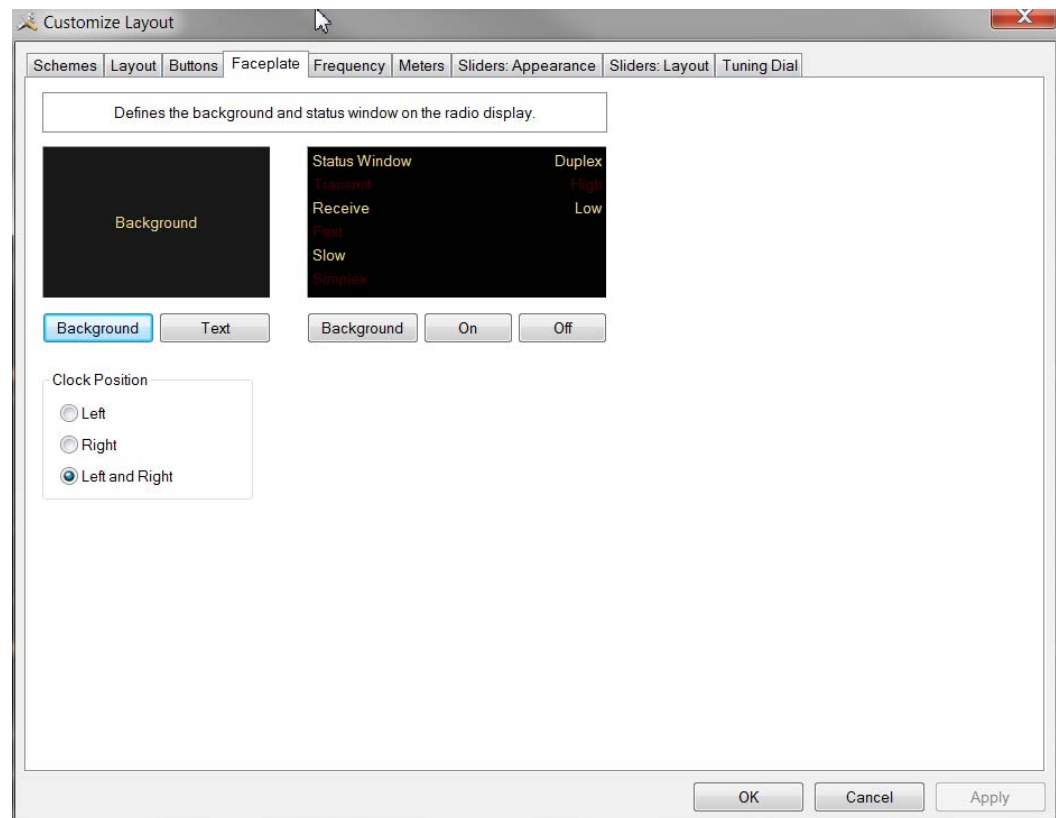 Customize Layout
Schemes Layout Buttons Faceplate Frequency Meters Sliders: Appearance Sliders: Layout Tuning Dial
Defines the background and status window on the radio display.
Background
Status Window Duplex
Transmit High
Receive Low
Fast
Slow
Simplex
Background Text Background On Off
Clock Position
Left
Right
Left and Right
OK Cancel Apply